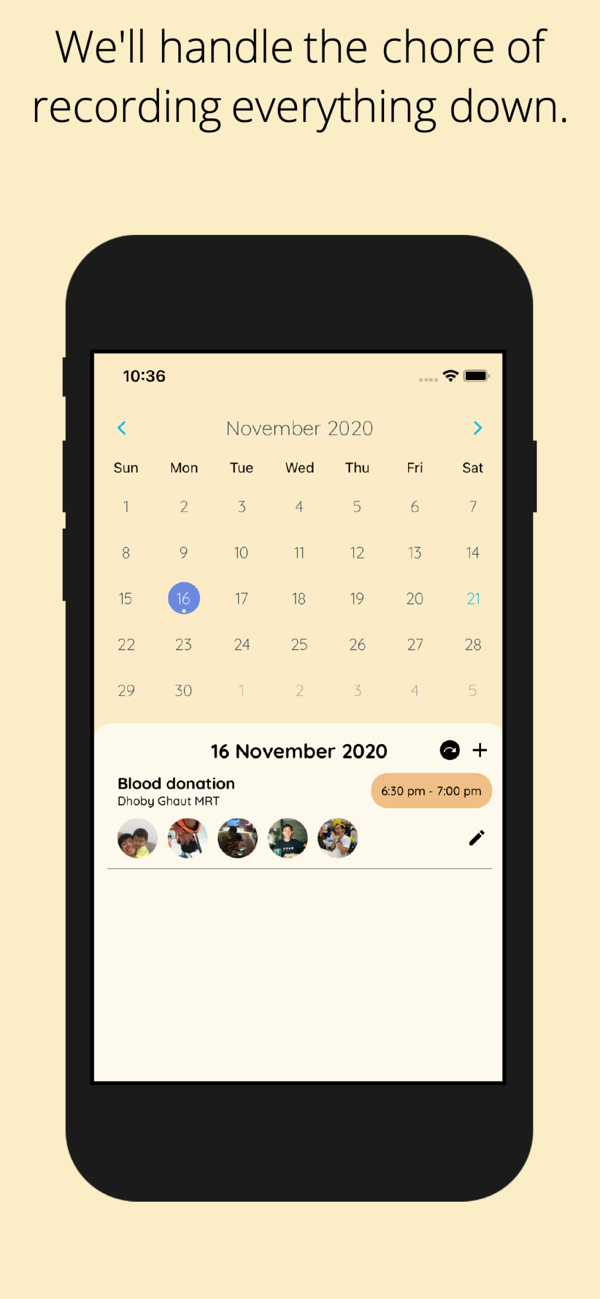 We'll handle the chore of
recording everything down.
10:36
November 2020
Sun Mon Tue Wed Thu Fri Sat
1 2 3 4 5 6 7
8 9 10 11 12 13 14
15 16 17 18 19 20 21
22 23 24 25 26 27 28
29 30 1 2 3 4 5
16 November 2020
Blood donation
6:30 pm - 7:00 pm
Dhoby Ghaut MRT